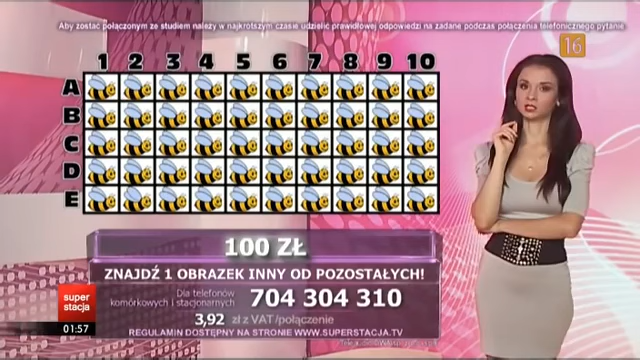 Aby zostać połączonym ze studiem należy w najkrótszym czasie udzielić prawidłowej odpowiedzi na zadane podczas połączenia telefonicznego pytanie
16
1 2 3 4 5 6 7 8 9 10
A
B
C
D
E
100 ZŁ
ZNAJDŹ 1 OBRAZEK INNY OD POZOSTAŁYCH!
Dla telefonów
komórkowych i stacjonarnych
704 304 310
3,92 zł z VAT/połączenie
REGULAMIN DOSTĘPNY NA STRONIE WWW.SUPERSTACJA.TV
super
stacja
01:57